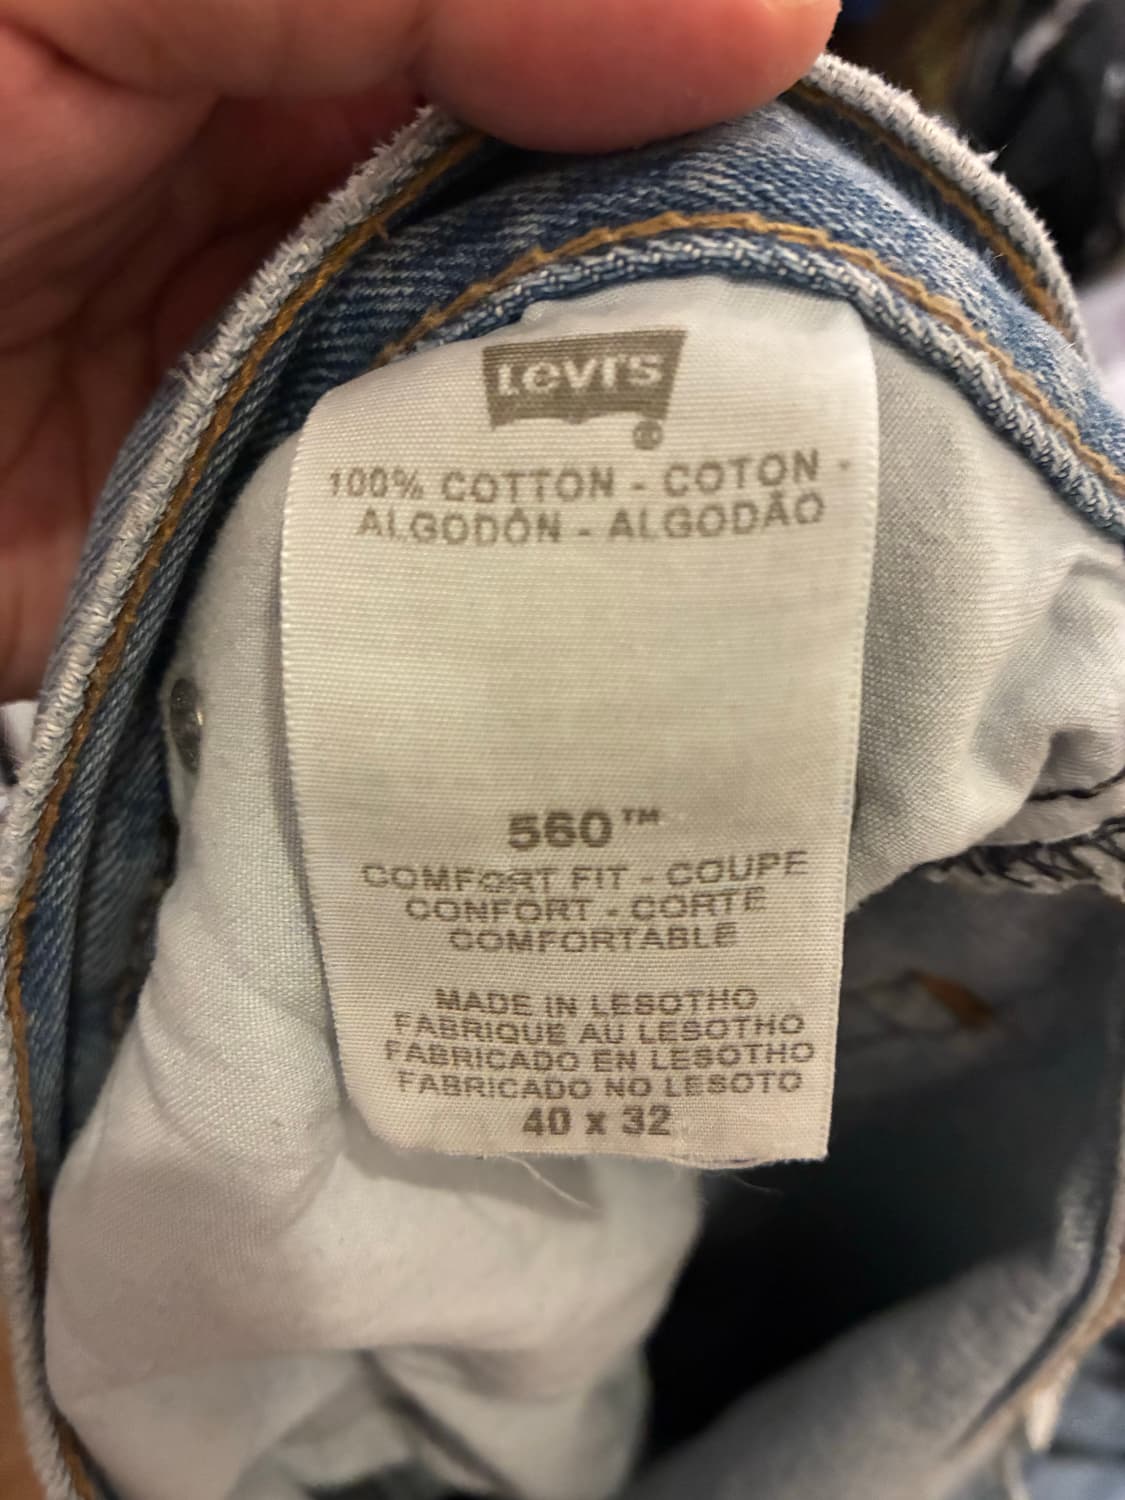 Levi's
®
100% COTTON - COTON -
ALGODÓN - ALGODÃO
560™
COMFORT FIT - COUPE
CONFORT - CORTE
COMFORTABLE
MADE IN LESOTHO
FABRIQUE AU LESOTHO
FABRICADO EN LESOTHO
FABRICADO NO LESOTO
40 x 32